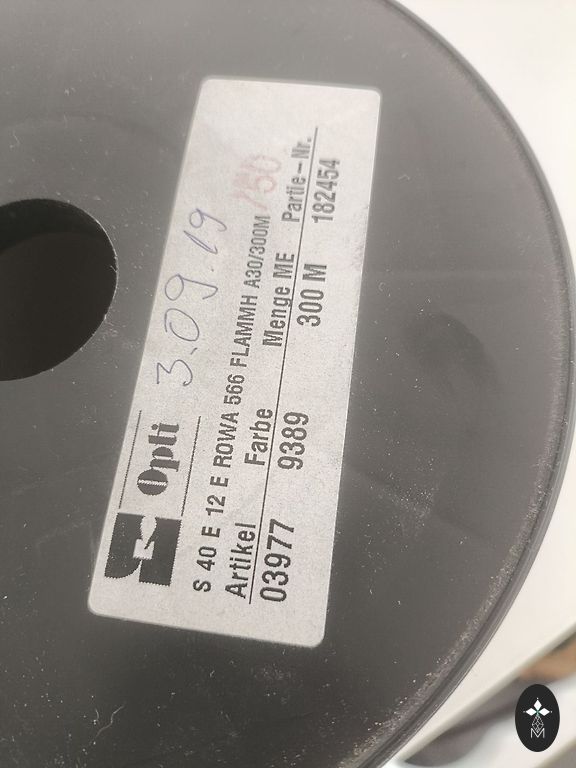 Opti
3.09.19
S 40 E 12 E ROWA 566 FLAMMH A30/300M
Artikel Farbe Menge ME Partie-Nr.
03977 9389 300 M 182454
M